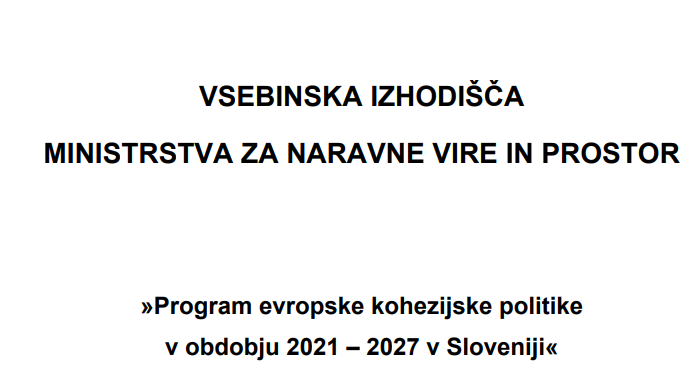 VSEBINSKA IZHODIŠČA
MINISTRSTVA ZA NARAVNE VIRE IN PROSTOR
»Program evropske kohezijske politike
v obdobju 2021 – 2027 v Sloveniji«